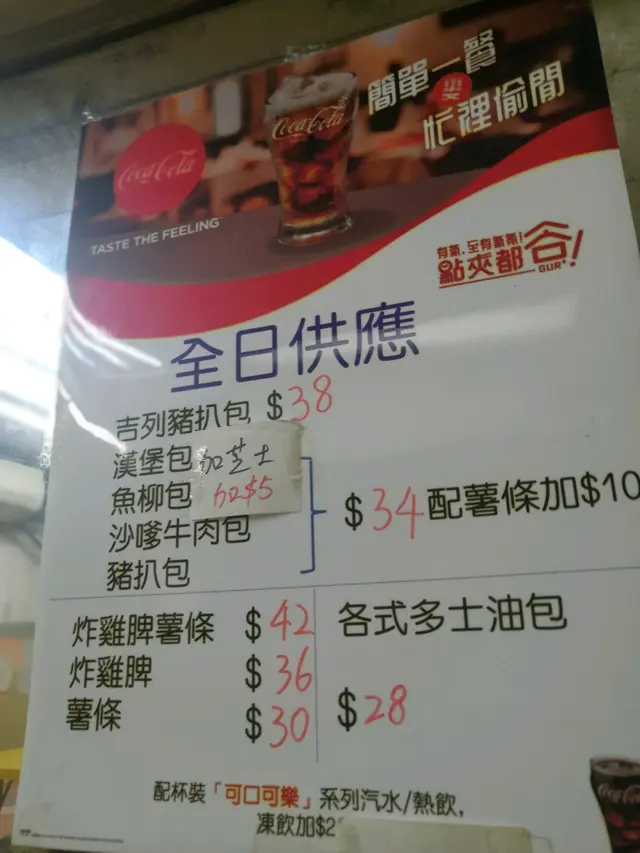 簡單一餐
忙裡偷閒
Coca-Cola
Coca-Cola
TASTE THE FEELING
有氣,至有氣氛!
點夾都谷!
GUR
全日供應
吉列豬扒包 $38
漢堡包
加芝士
魚柳包
加$5
沙嗲牛肉包
豬扒包
$34 配薯條加$10
炸雞脾薯條 $42
炸雞脾 $36
薯條 $30
各式多士油包
$28
配杯裝「可口可樂」系列汽水/熱飲,
凍飲加$2
Coca-Cola